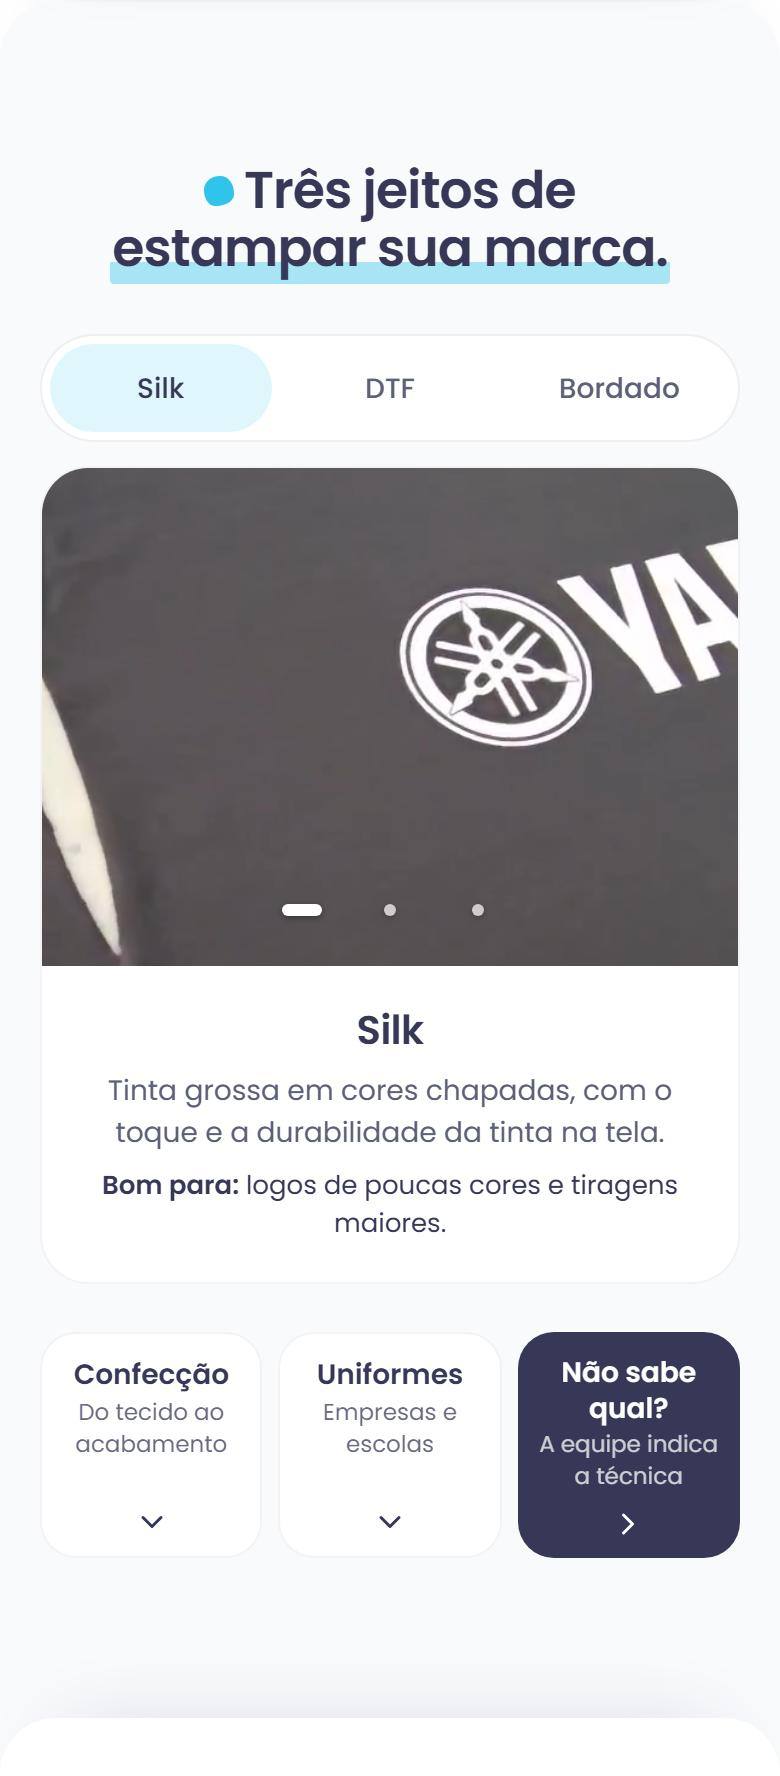 Três jeitos de
estampar sua marca.
Silk
DTF
Bordado
YA
Silk
Tinta grossa em cores chapadas, com o
toque e a durabilidade da tinta na tela.
Bom para: logos de poucas cores e tiragens
maiores.
Confecção
Do tecido ao
acabamento
Uniformes
Empresas e
escolas
Não sabe
qual?
A equipe indica
a técnica